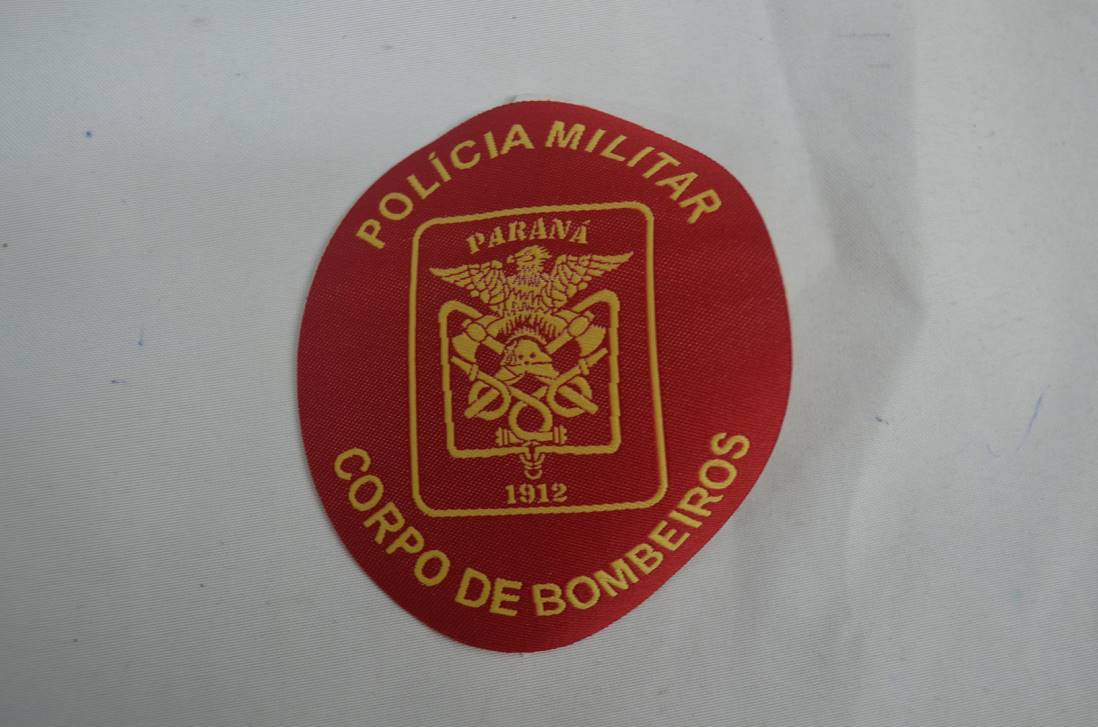 POLÍCIA MILITAR
PARANÁ
1912
CORPO DE BOMBEIROS